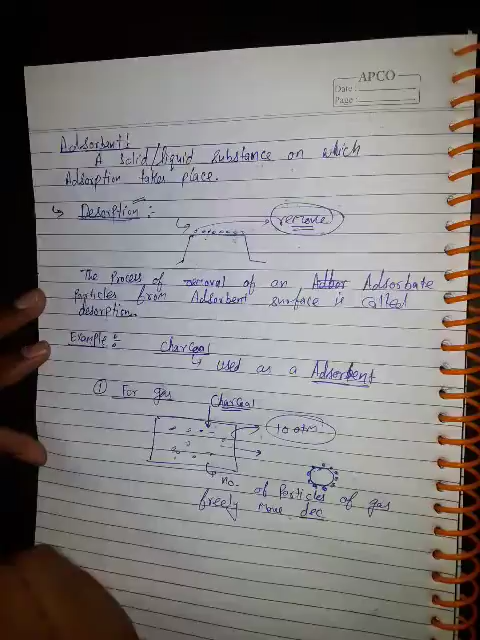 APCO
Date:
Page:
Adsorbent:
A solid/liquid substance on which
Adsorption takes place.
↳ Desorption :-
remove
The Process of removal of an Adsorbate
Particles from Adsorbent surface is called
desorption.
Example :-
Charcoal
↳ used as a Adsorbent
① For gas
Charcoal
10 atm
↳ no. of Particles of gas
freely move dec